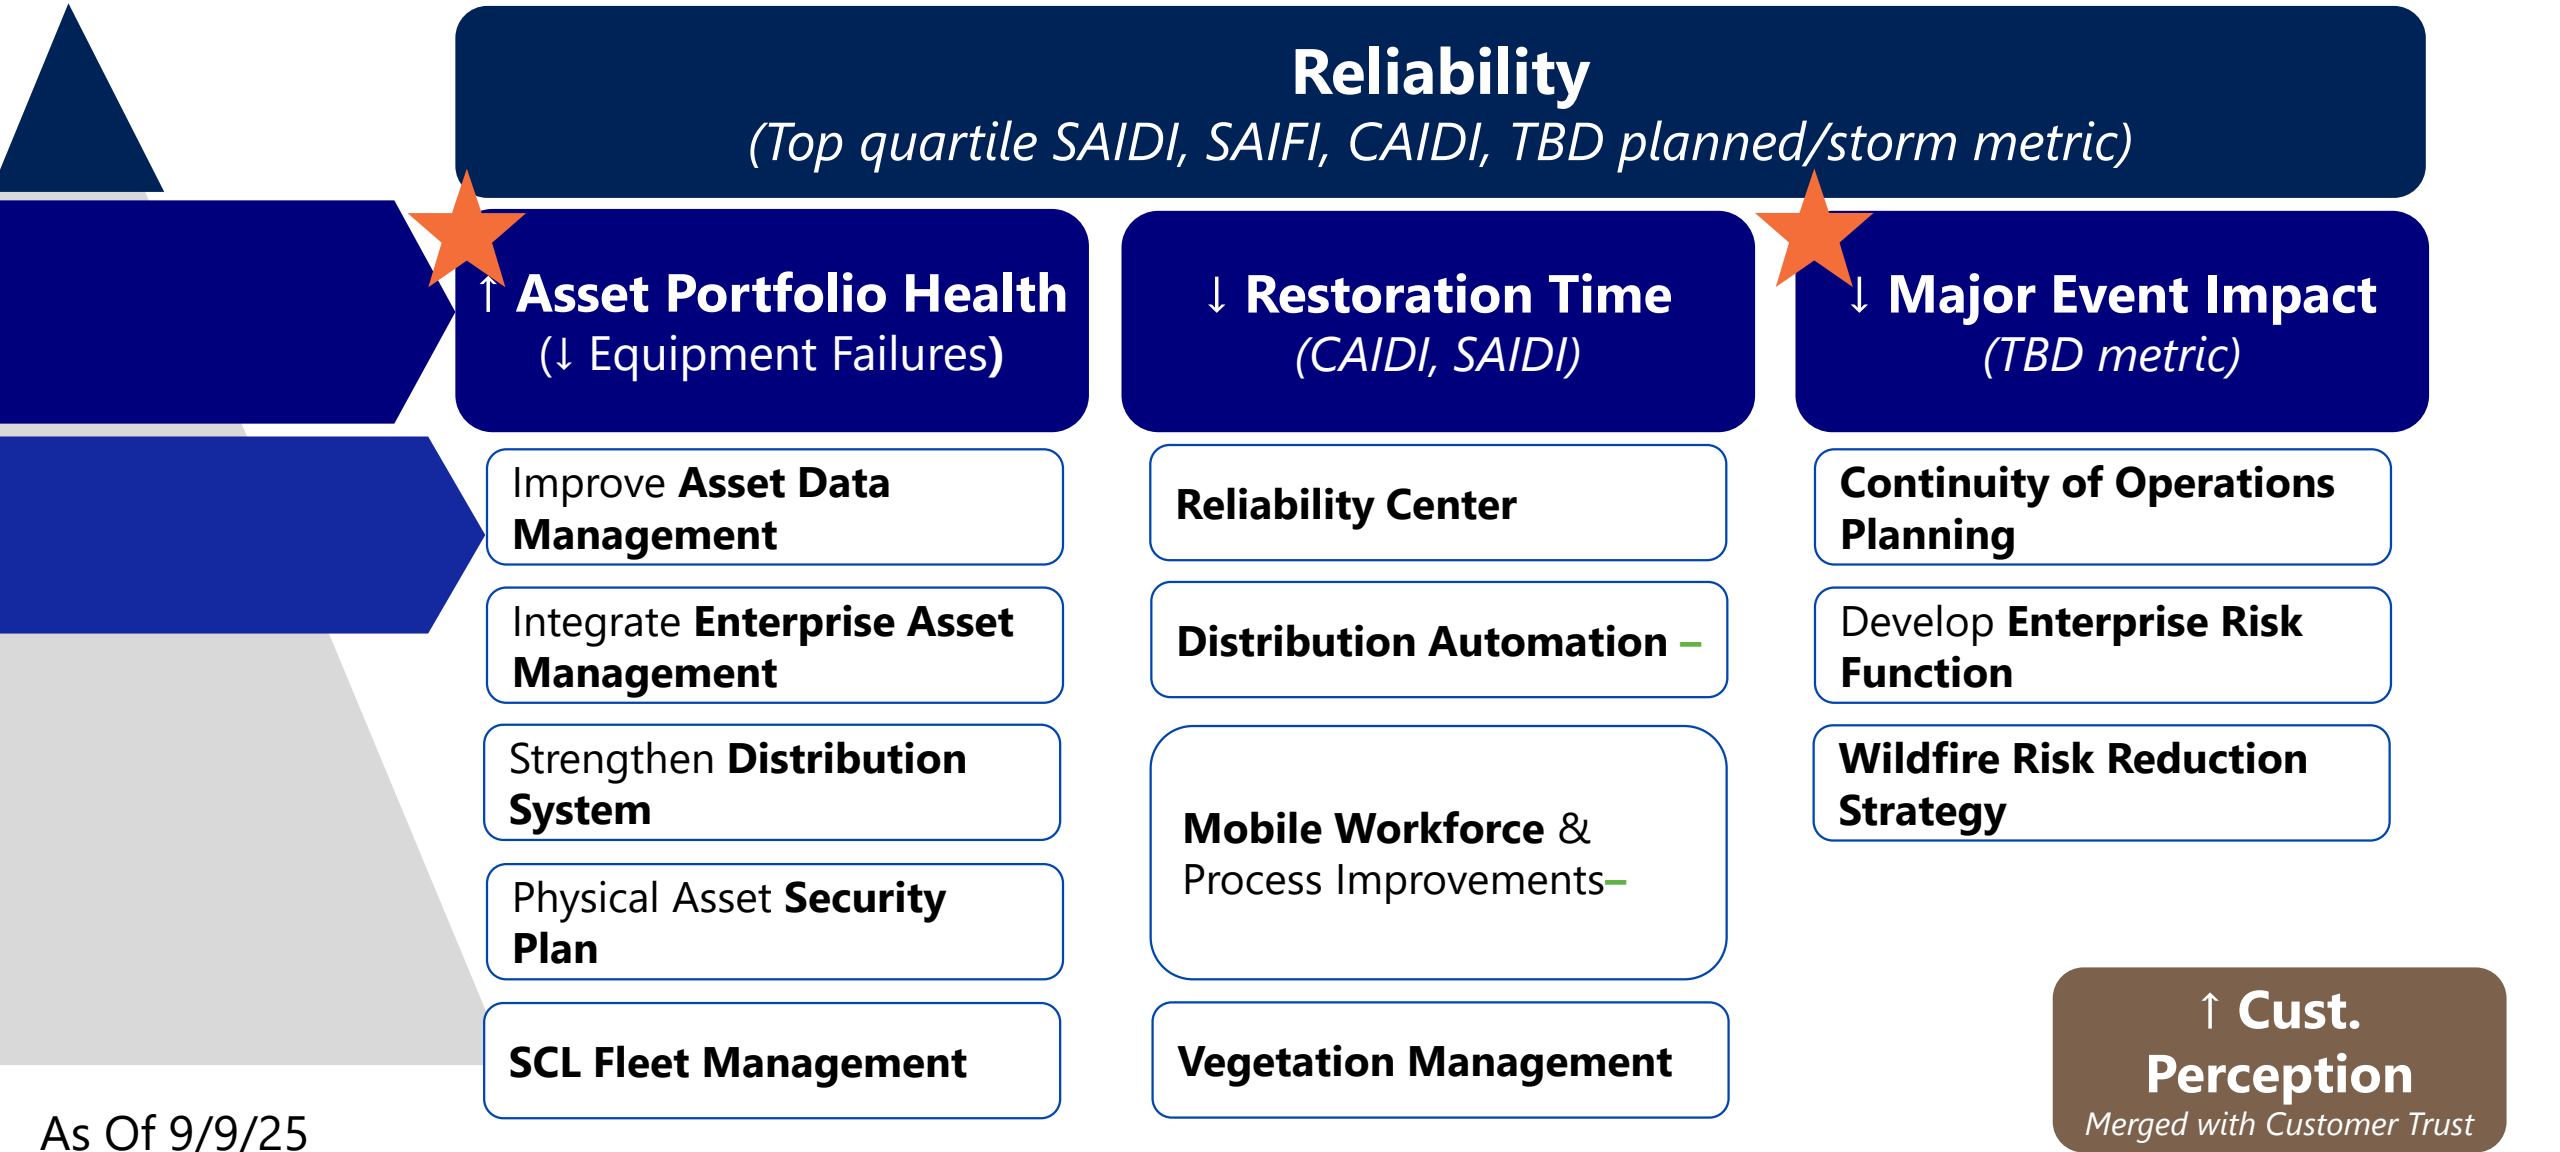 Reliability
(Top quartile SAIDI, SAIFI, CAIDI, TBD planned/storm metric)
↑ Asset Portfolio Health
(↓ Equipment Failures)
Improve Asset Data
Management
Integrate Enterprise Asset
Management
Strengthen Distribution
System
Physical Asset Security
Plan
SCL Fleet Management
↓ Restoration Time
(CAIDI, SAIDI)
Reliability Center
Distribution Automation –
Mobile Workforce &
Process Improvements–
Vegetation Management
↓ Major Event Impact
(TBD metric)
Continuity of Operations
Planning
Develop Enterprise Risk
Function
Wildfire Risk Reduction
Strategy
↑ Cust.
Perception
Merged with Customer Trust
As Of 9/9/25